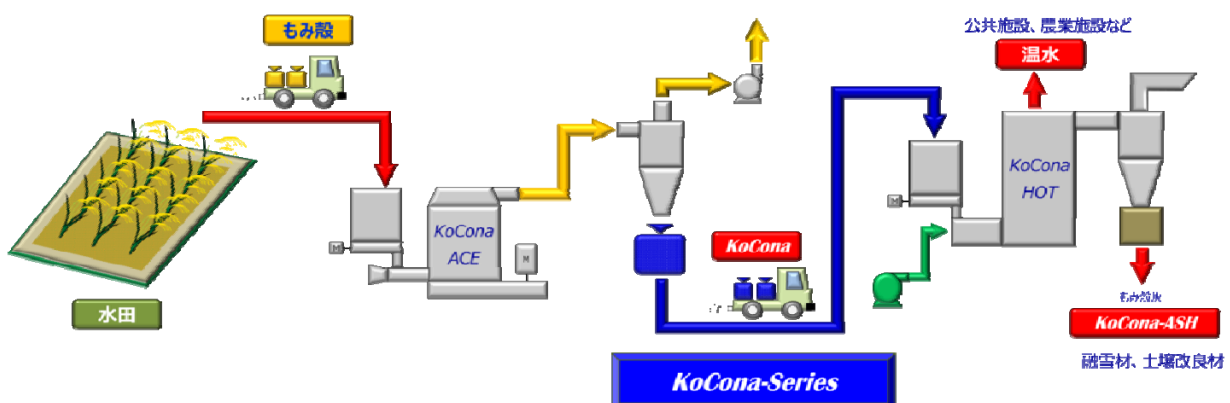 もみ殻
公共施設、農業施設など
温水
KoCona
HOT
KoCona
ACE
M
M
M
KoCona
水田
もみ殻灰
KoCona-ASH
融雪材、土壌改良材
KoCona-Series